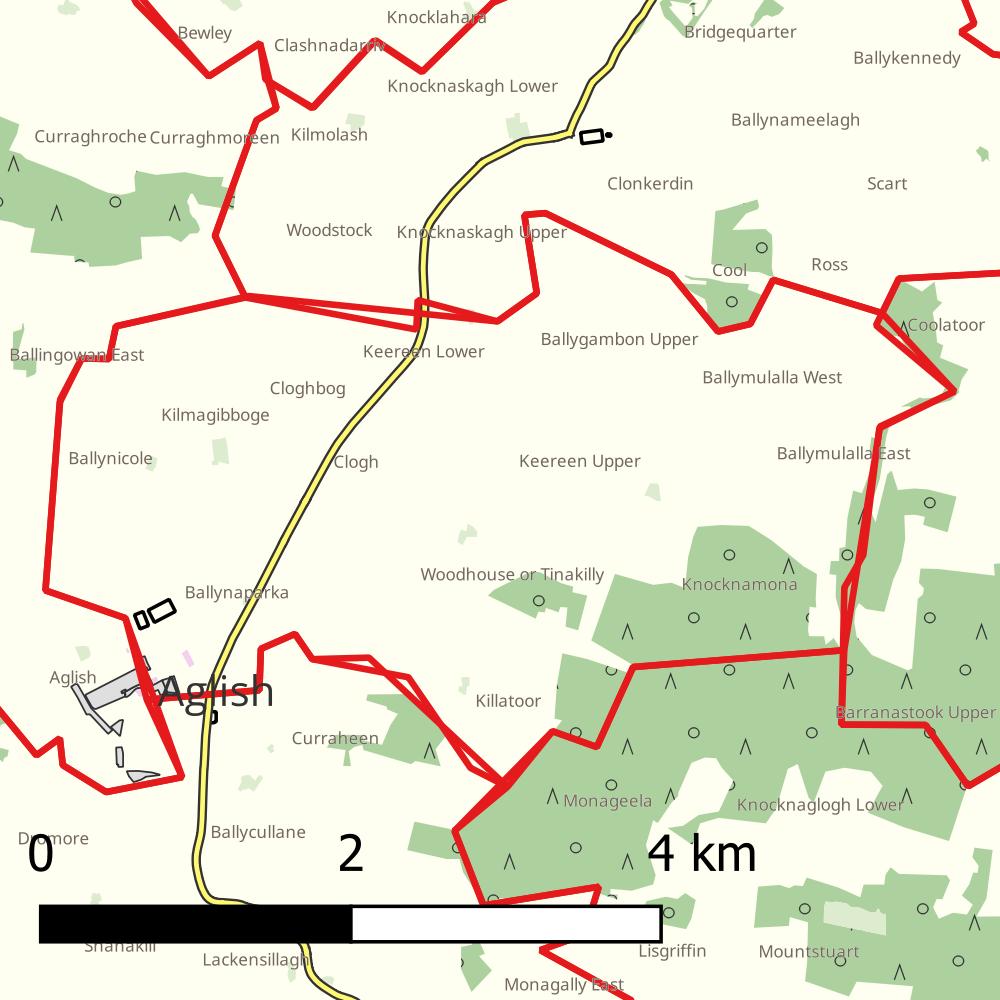 Knocklahara
Bewley
Bridgequarter
Clashnadarriv
Ballykennedy
Knocknaskagh Lower
Ballynameelagh
Curraghroche
Curraghmoreen
Kilmolash
Clonkerdin
Scart
Woodstock
Knocknaskagh Upper
Cool
Ross
Coolatoor
Ballygambon Upper
Keereen Lower
Ballingowan East
Ballymulalla West
Cloghbog
Kilmagibboge
Ballymulalla East
Ballynicole
Clogh
Keereen Upper
Woodhouse or Tinakilly
Knocknamona
Ballynaparka
Aglish
Aglish
Killatoor
Barranastook Upper
Curraheen
Monageela
Knocknaglogh Lower
Ballycullane
Dromore
0 2 4 km
Shanakill
Lackensillagh
Lisgriffin
Mountstuart
Monagally East